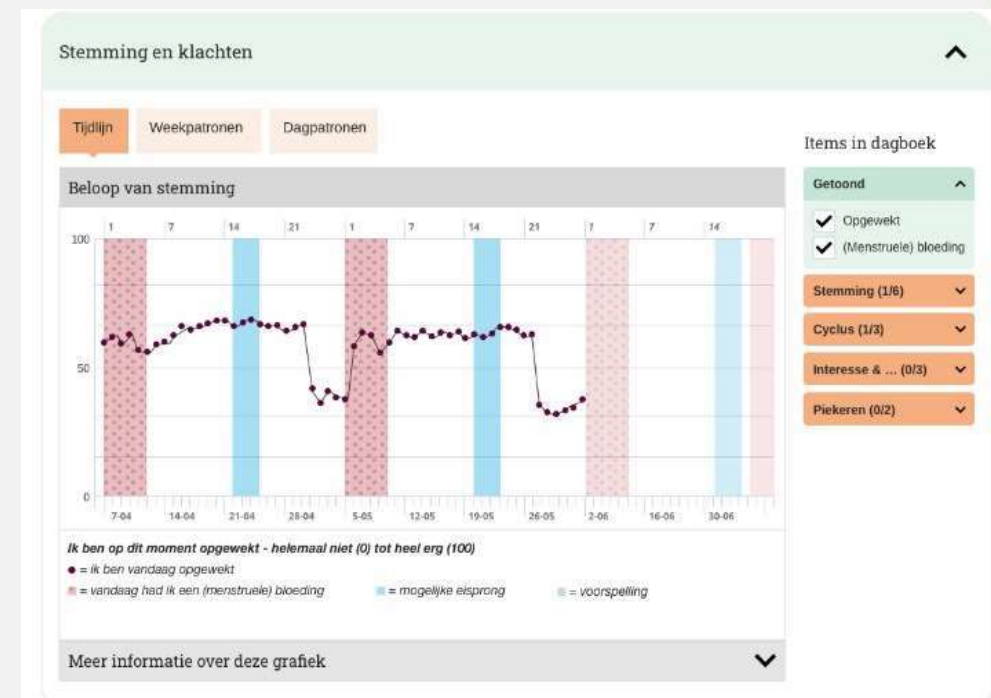 Stemming en klachten
Tijdlijn Weekpatronen Dagpatronen
Items in dagboek
Beloop van stemming
Getoond
Opgewekt
(Menstruele) bloeding
Stemming (1/6)
Cyclus (1/3)
Interesse & ... (0/3)
Piekeren (0/2)
1 7 14 21 1 7 14 21 1 7 14
100
50
0
7-04 14-04 21-04 28-04 5-05 12-05 19-05 26-05 2-06 16-06 30-06
Ik ben op dit moment opgewekt - helemaal niet (0) tot heel erg (100)
= ik ben vandaag opgewekt
= vandaag had ik een (menstruele) bloeding = mogelijke eisprong = voorspelling
Meer informatie over deze grafiek